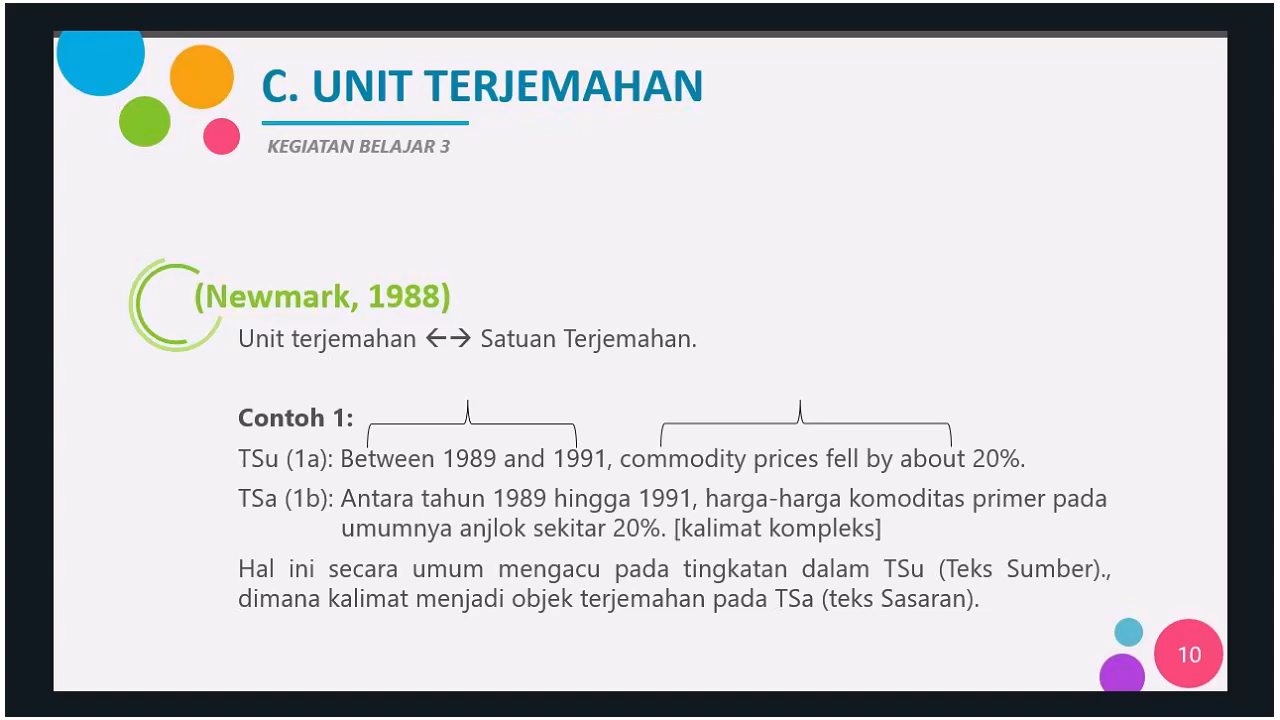 C. UNIT TERJEMAHAN
KEGIATAN BELAJAR 3
(Newmark, 1988)
Unit terjemahan ←→ Satuan Terjemahan.
Contoh 1:
TSu (1a): Between 1989 and 1991, commodity prices fell by about 20%.
TSa (1b): Antara tahun 1989 hingga 1991, harga-harga komoditas primer pada
umumnya anjlok sekitar 20%. [kalimat kompleks]
Hal ini secara umum mengacu pada tingkatan dalam TSu (Teks Sumber).,
dimana kalimat menjadi objek terjemahan pada TSa (teks Sasaran).
10